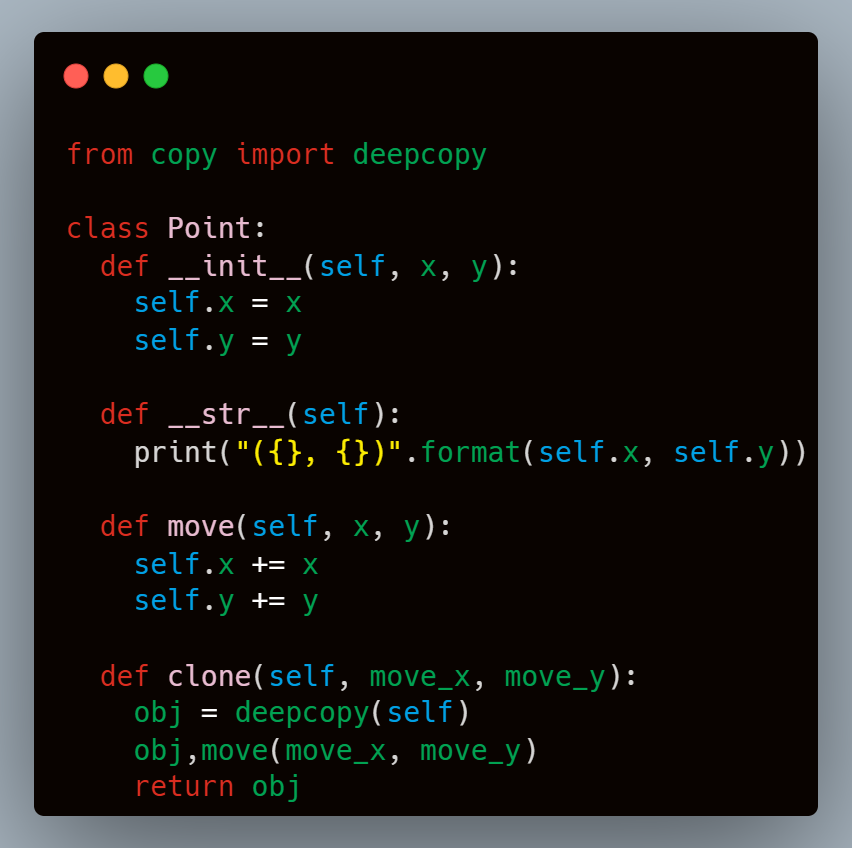 from copy import deepcopy
class Point:
  def __init__(self, x, y):
    self.x = x
    self.y = y
  def __str__(self):
    print("({}, {})".format(self.x, self.y))
  def move(self, x, y):
    self.x += x
    self.y += y
  def clone(self, move_x, move_y):
    obj = deepcopy(self)
    obj,move(move_x, move_y)
    return obj